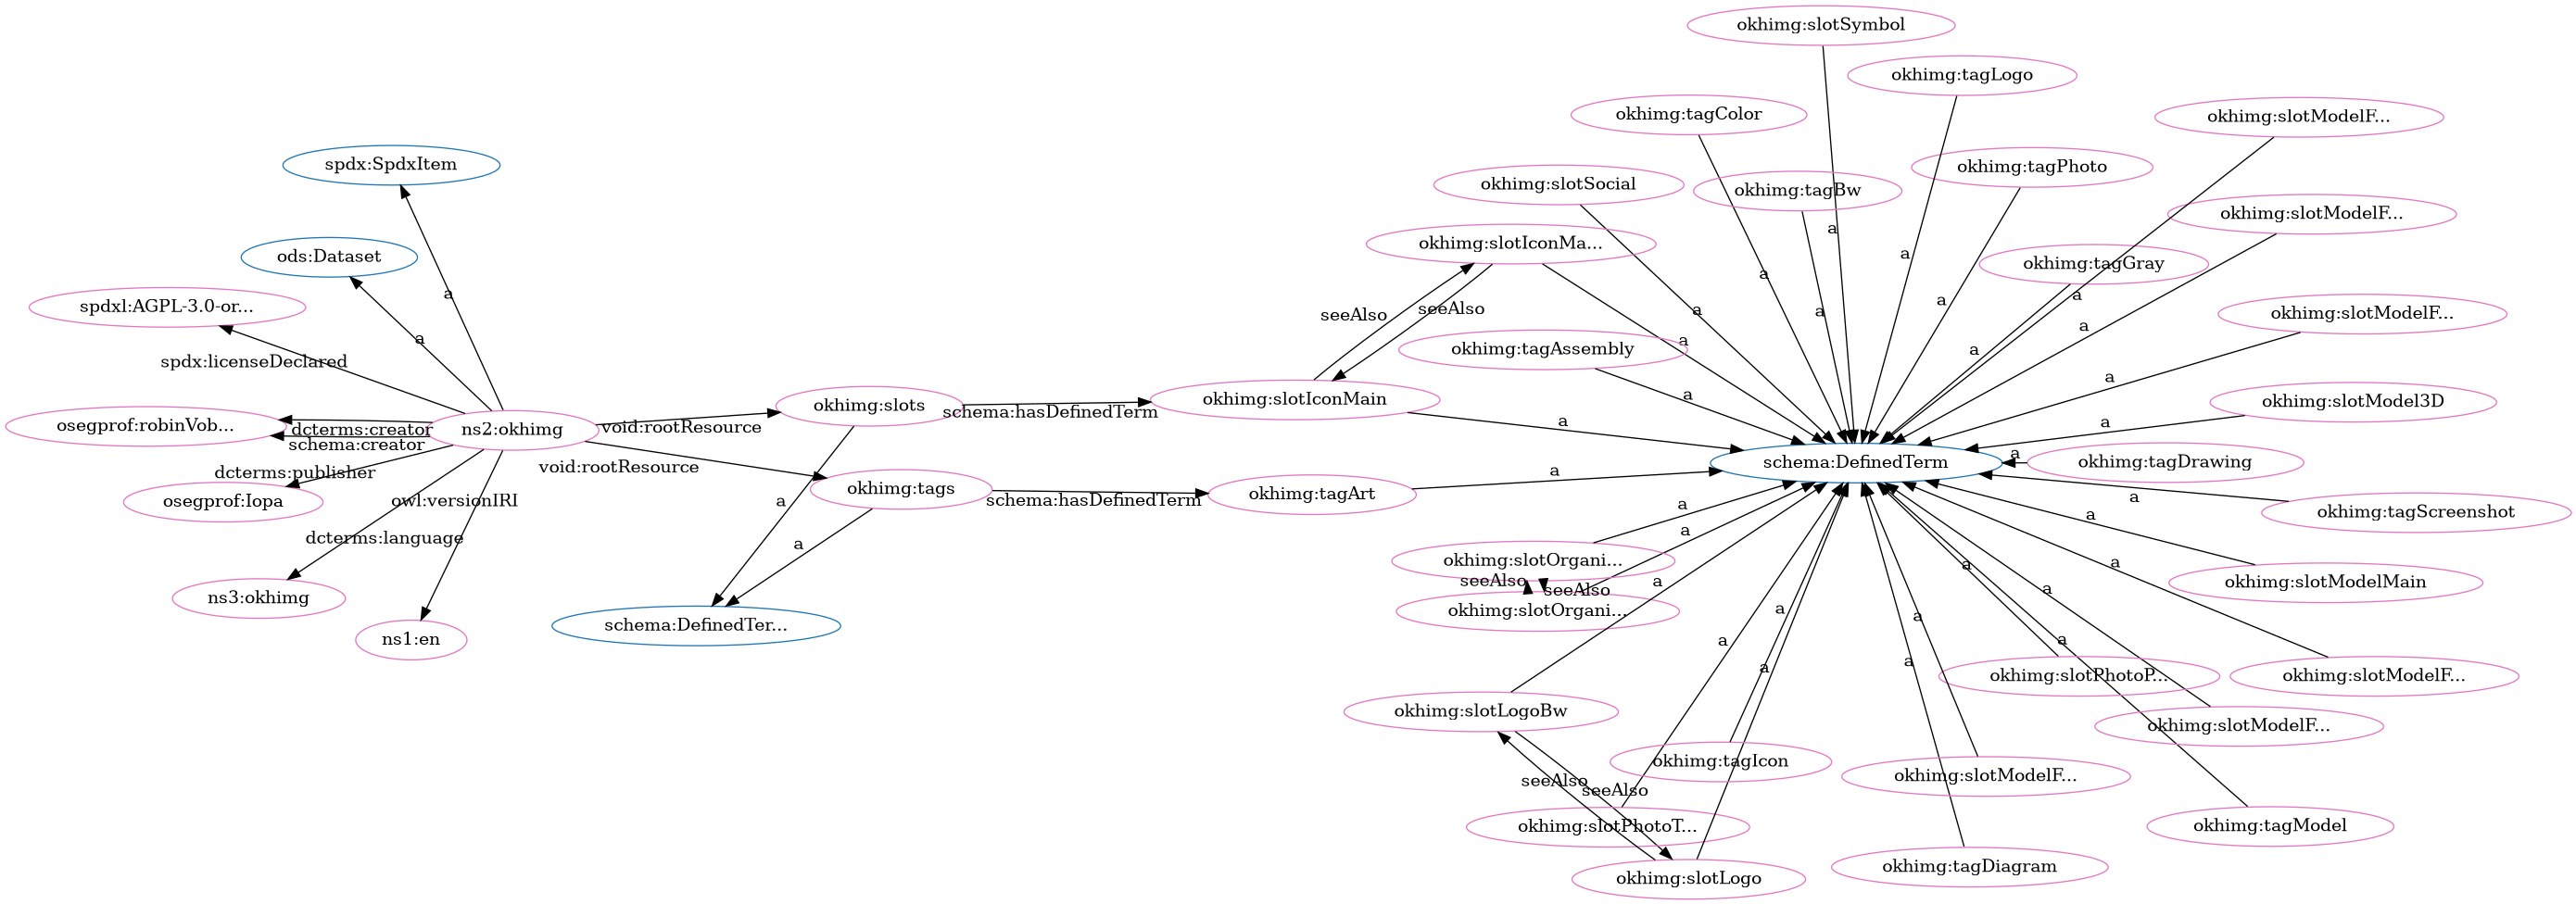 okhimg:slotSymbol
okhimg:tagLogo
okhimg:tagColor
okhimg:slotModelF...
spdx:SpdxItem
okhimg:tagPhoto
okhimg:slotSocial
okhimg:tagBw
okhimg:slotModelF...
a
okhimg:slotIconMa...
ods:Dataset
a
okhimg:tagGray
a
a
a
a
a
spdxl:AGPL-3.0-or...
seeAlso
seeAlso
a
a
okhimg:slotModelF...
a
a
a
a
okhimg:tagAssembly
a
spdx:licenseDeclared
a
a
okhimg:slots
schema:hasDefinedTerm
okhimg:slotIconMain
okhimg:slotModel3D
osegprof:robinVob...
dcterms:creator
schema:creator
ns2:okhimg
void:rootResource
a
a
a
schema:DefinedTerm
okhimg:tagDrawing
dcterms:publisher
void:rootResource
a
osegprof:Iopa
owl:versionIRI
okhimg:tags
schema:hasDefinedTerm
okhimg:tagArt
a
a
a
okhimg:tagScreenshot
a
a
dcterms:language
a
okhimg:slotOrgani...
a
a
seeAlso
seeAlso
a
a
okhimg:slotModelMain
ns3:okhimg
okhimg:slotOrgani...
a
a
schema:DefinedTer...
ns1:en
a
a
a
a
a
okhimg:slotPhotoP...
okhimg:slotModelF...
okhimg:slotLogoBw
okhimg:slotModelF...
okhimg:tagIcon
okhimg:slotModelF...
seeAlso
seeAlso
okhimg:slotPhotoT...
okhimg:tagModel
okhimg:tagDiagram
okhimg:slotLogo